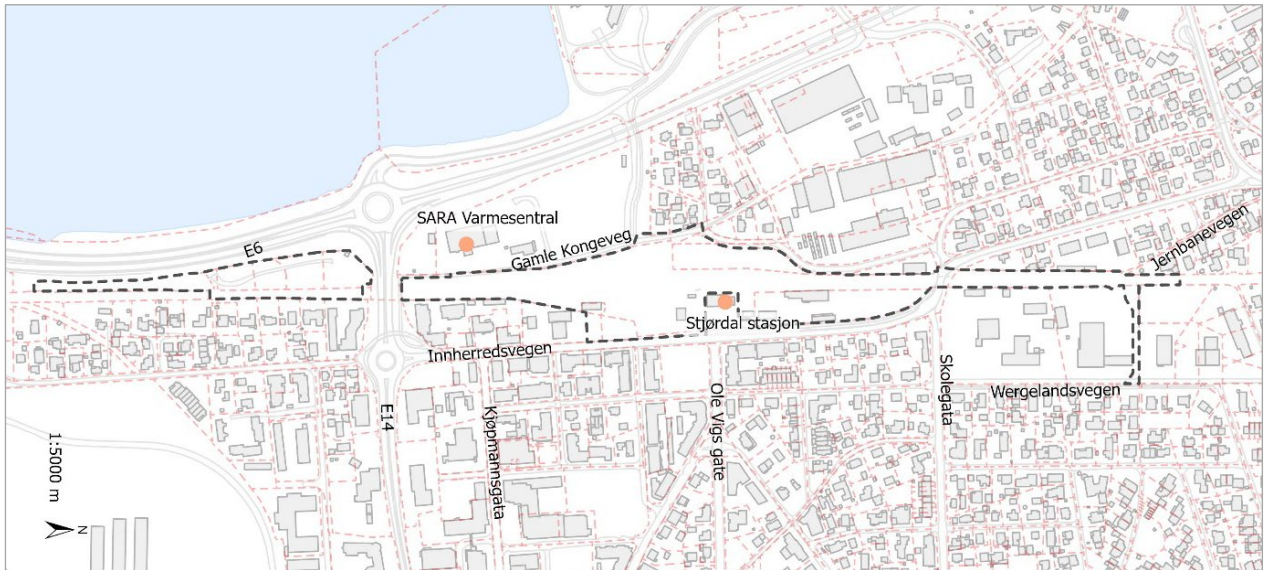 SARA Varmesentral
E6
Gamle Kongeveg
Jernbanevegen
Stjørdal stasjon
Innherredsvegen
Skolegata
Wergelandsvegen
Ole Vigs gate
E14
Kjøpmannsgata
1:5000 m
N